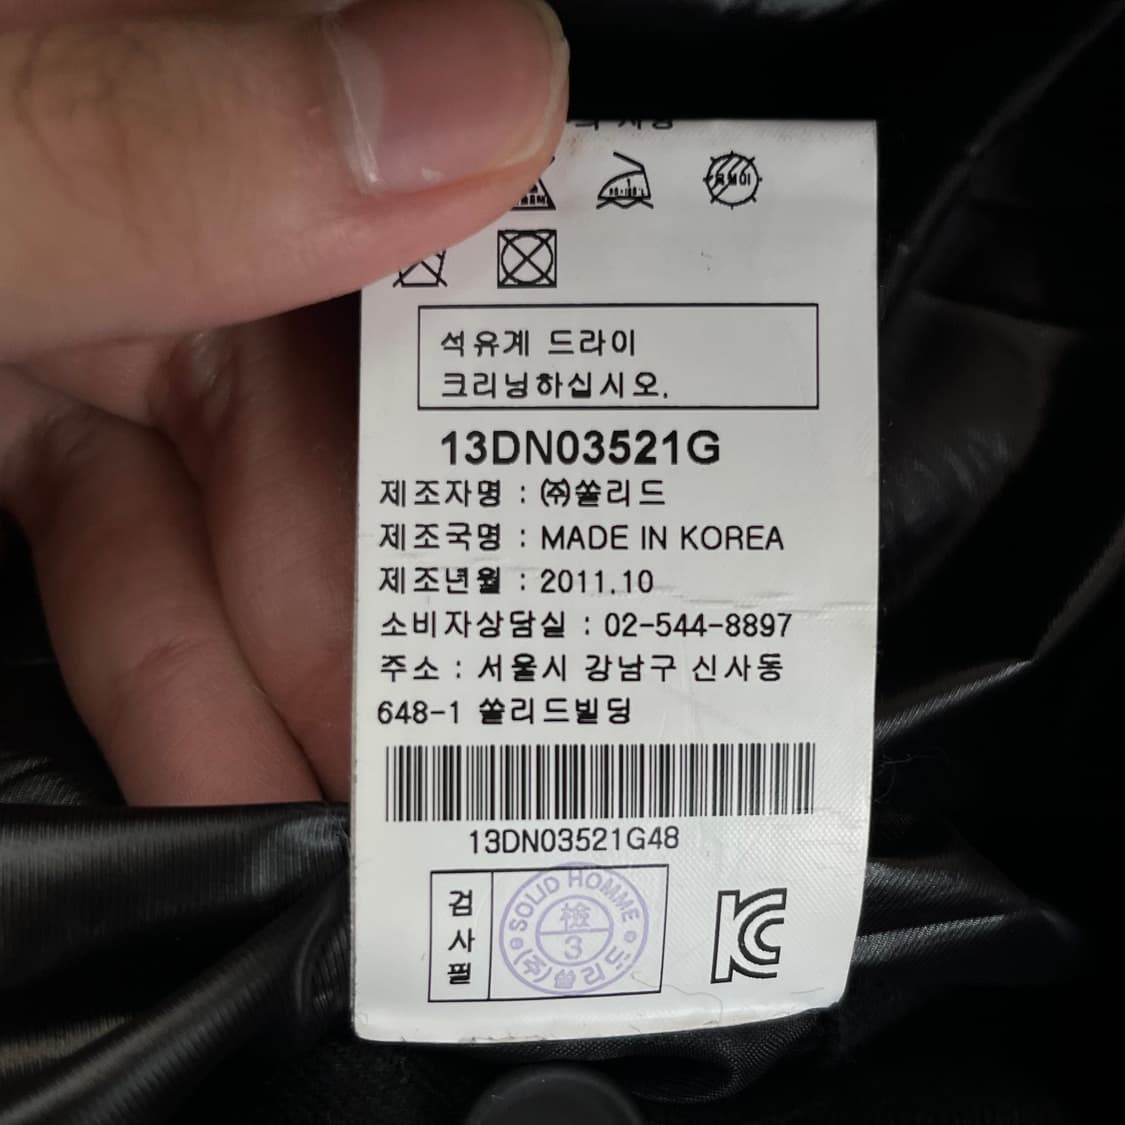 석유계 드라이
크리닝하십시오.
13DN03521G
제조자명 : ㈜쏠리드
제조국명 : MADE IN KOREA
제조년월 : 2011.10
소비자상담실 : 02-544-8897
주소 : 서울시 강남구 신사동
648-1 쏠리드빌딩
13DN03521G48
검사필
SOLID HOMME
檢
3
(주)쏠리드